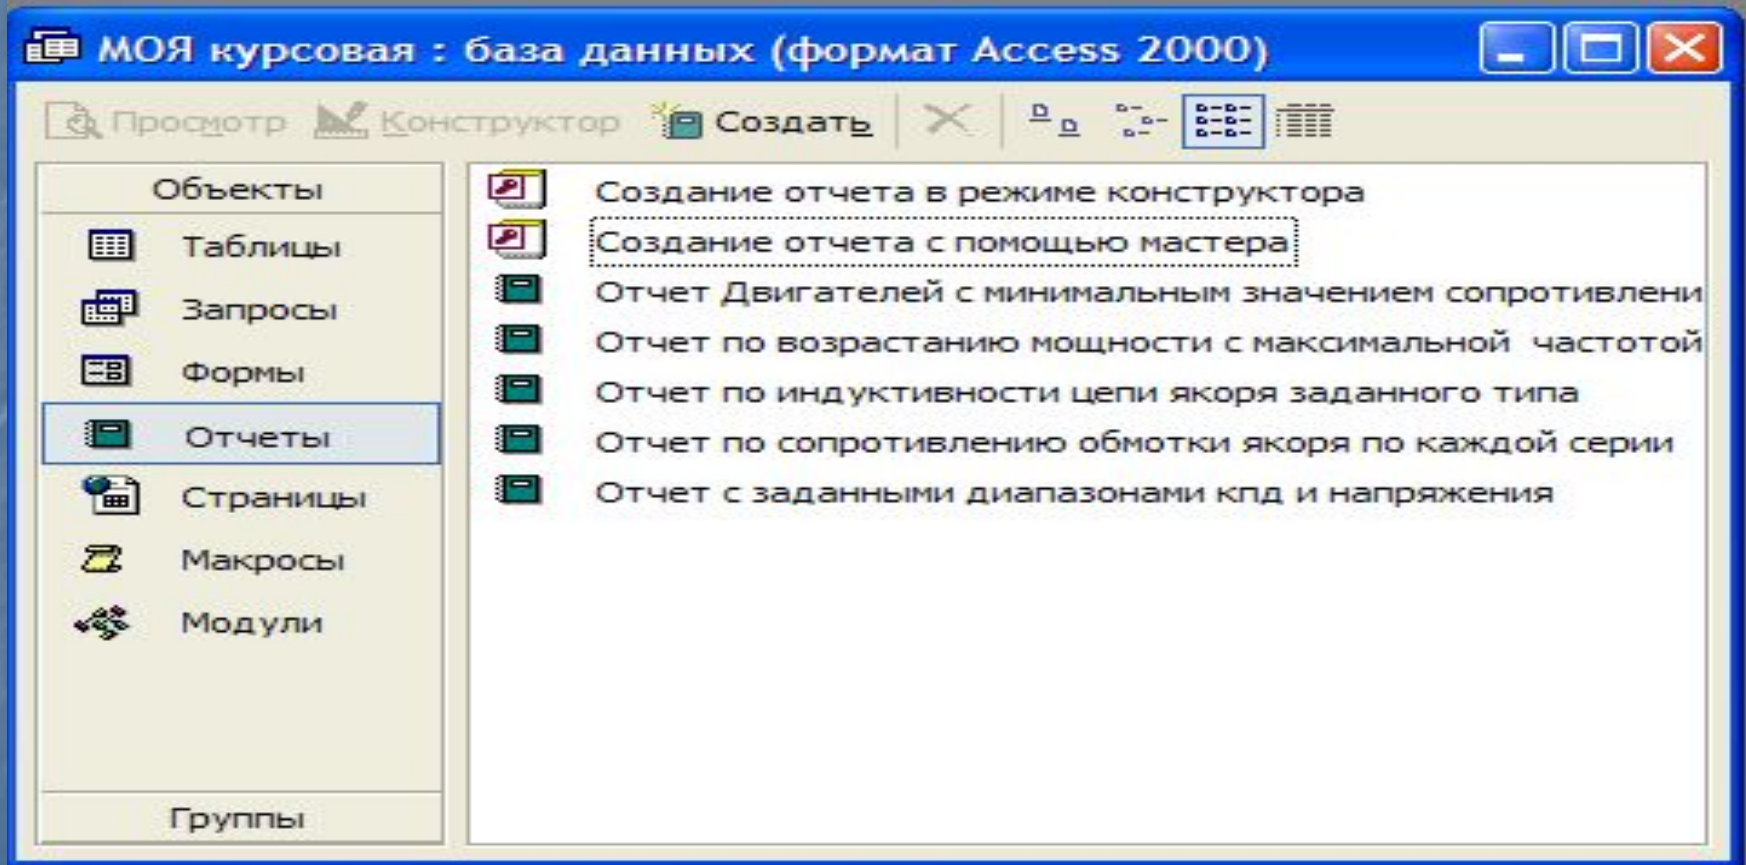 МОЯ курсовая : база данных (формат Access 2000)
Просмотр Конструктор Создать
Объекты
Таблицы
Запросы
Формы
Отчеты
Страницы
Макросы
Модули
Группы
Создание отчета в режиме конструктора
Создание отчета с помощью мастера
Отчет Двигателей с минимальным значением сопротивлени
Отчет по возрастанию мощности с максимальной частотой
Отчет по индуктивности цепи якоря заданного типа
Отчет по сопротивлению обмотки якоря по каждой серии
Отчет с заданными диапазонами кпд и напряжения